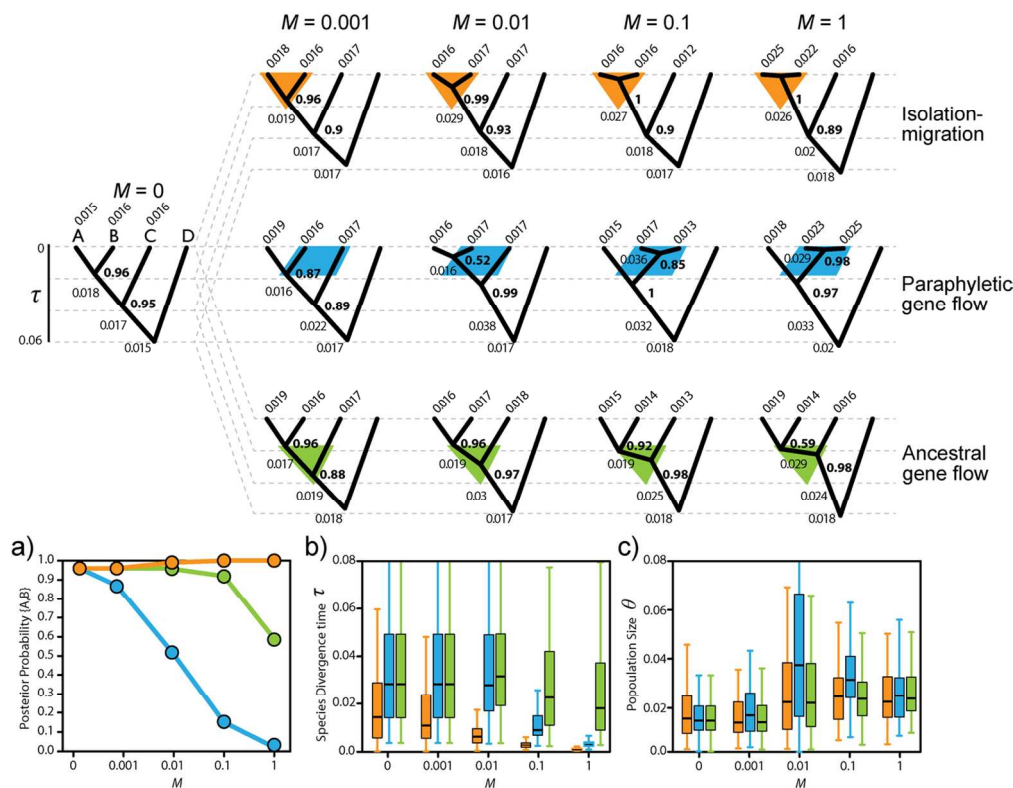 M = 0.001 M = 0.01 M = 0.1 M = 1
0.018 0.016 0.017 0.016 0.017 0.017 0.016 0.016 0.012 0.025 0.022 0.016
0.96 0.99 1 1
0.019 0.029 0.027 0.026
0.9 0.93 0.9 0.89
0.017 0.018 0.018 0.02
0.017 0.016 0.017 0.018
Isolation-
migration
M = 0
0.015 0.016 0.016
A B C D
0
τ
0.06
0.96
0.018
0.95
0.017
0.015
0.019 0.016 0.017 0.016 0.017 0.017 0.015 0.017 0.013 0.018 0.023 0.025
0.87 0.52 0.036 0.85 0.029 0.98
0.016 0.016
0.89 0.99 1 0.97
0.022 0.038 0.032 0.033
0.017 0.017 0.018 0.02
Paraphyletic
gene flow
0.019 0.016 0.017 0.016 0.017 0.018 0.015 0.014 0.013 0.019 0.014 0.016
0.96 0.96 0.92 0.59
0.017 0.019 0.019 0.029
0.88 0.97 0.98 0.98
0.019 0.03 0.025 0.024
0.018 0.017 0.018 0.018
Ancestral
gene flow
a)
Posterior Probability {A,B}
1.0
0.9
0.8
0.7
0.6
0.5
0.4
0.3
0.2
0.1
0.0
0 0.001 0.01 0.1 1
M
b)
Species Divergence time τ
0.08
0.06
0.04
0.02
0.0
0 0.001 0.01 0.1 1
M
c)
Popoulation Size θ
0.08
0.06
0.04
0.02
0.0
0 0.001 0.01 0.1 1
M